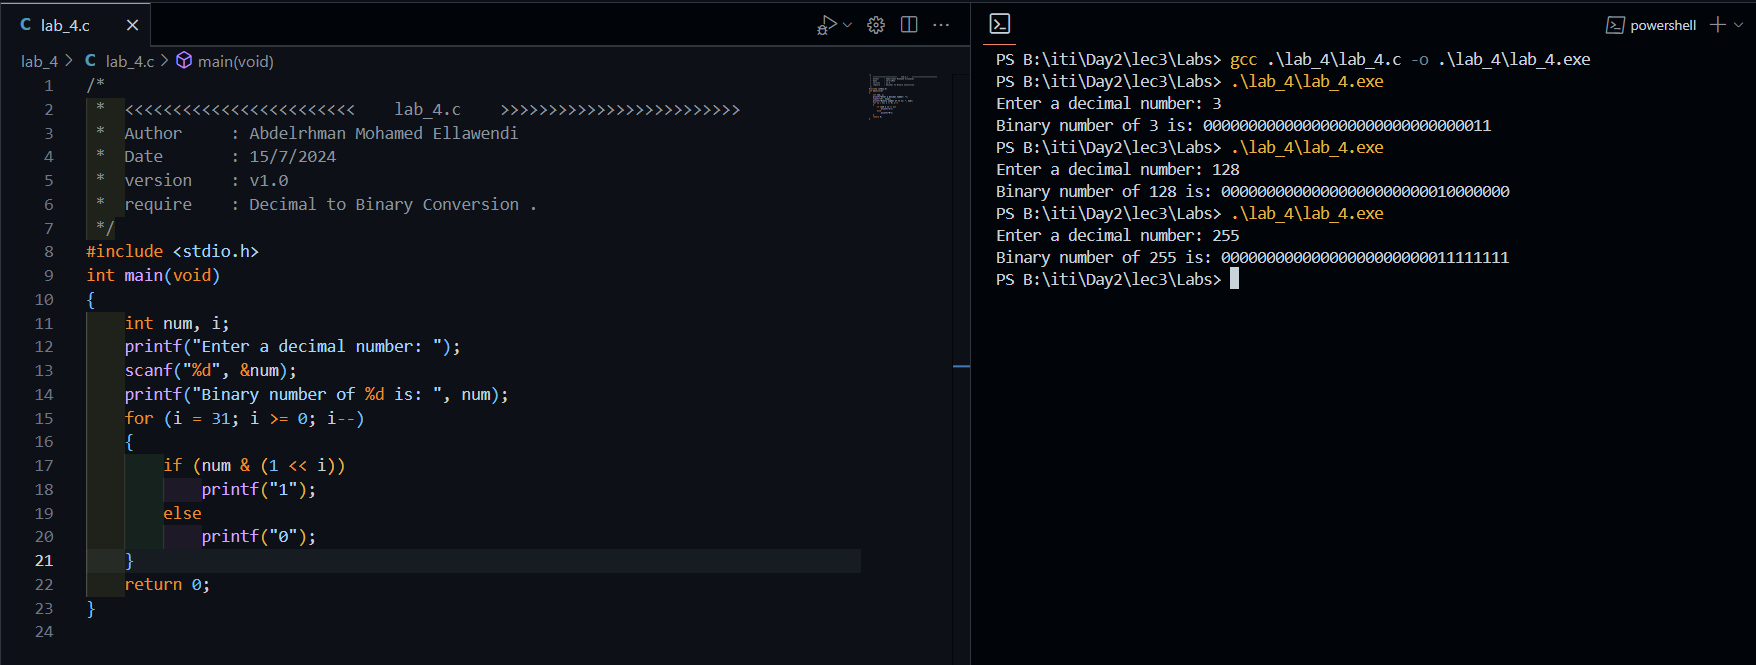 C lab_4.c ×
lab_4 > C lab_4.c > main(void)
1 /*
2 * <<<<<<<<<<<<<<<<<<<<<<<< lab_4.c >>>>>>>>>>>>>>>>>>>>>>>>>
3 * Author : Abdelrhman Mohamed Ellawendi
4 * Date : 15/7/2024
5 * version : v1.0
6 * require : Decimal to Binary Conversion .
7 */
8 #include <stdio.h>
9 int main(void)
10 {
11 int num, i;
12 printf("Enter a decimal number: ");
13 scanf("%d", &num);
14 printf("Binary number of %d is: ", num);
15 for (i = 31; i >= 0; i--)
16 {
17 if (num & (1 << i))
18 printf("1");
19 else
20 printf("0");
21 }
22 return 0;
23 }
24
powershell
PS B:\iti\Day2\lec3\Labs> gcc .\lab_4\lab_4.c -o .\lab_4\lab_4.exe
PS B:\iti\Day2\lec3\Labs> .\lab_4\lab_4.exe
Enter a decimal number: 3
Binary number of 3 is: 00000000000000000000000000000011
PS B:\iti\Day2\lec3\Labs> .\lab_4\lab_4.exe
Enter a decimal number: 128
Binary number of 128 is: 00000000000000000000000010000000
PS B:\iti\Day2\lec3\Labs> .\lab_4\lab_4.exe
Enter a decimal number: 255
Binary number of 255 is: 00000000000000000000000011111111
PS B:\iti\Day2\lec3\Labs>